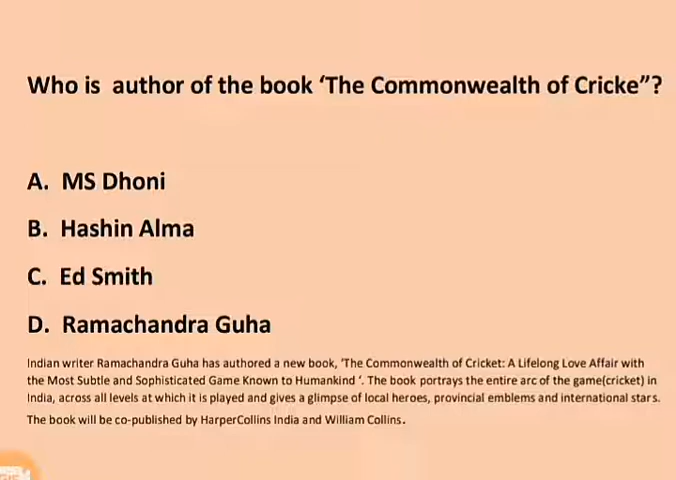 Who is author of the book ‘The Commonwealth of Cricke”?
A. MS Dhoni
B. Hashin Alma
C. Ed Smith
D. Ramachandra Guha
Indian writer Ramachandra Guha has authored a new book, ‘The Commonwealth of Cricket: A Lifelong Love Affair with
the Most Subtle and Sophisticated Game Known to Humankind ‘. The book portrays the entire arc of the game(cricket) in
India, across all levels at which it is played and gives a glimpse of local heroes, provincial emblems and international stars.
The book will be co-published by HarperCollins India and William Collins.